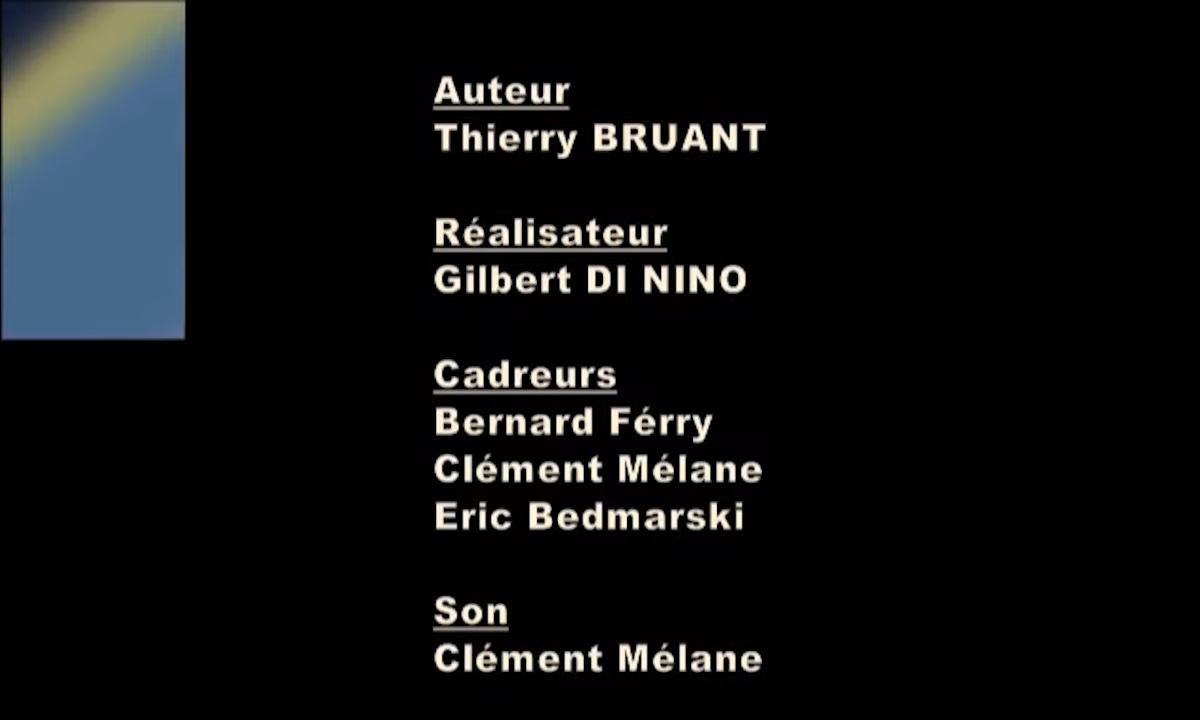 Auteur
Thierry BRUANT
Réalisateur
Gilbert DI NINO
Cadreurs
Bernard Férry
Clément Mélane
Eric Bedmarski
Son
Clément Mélane